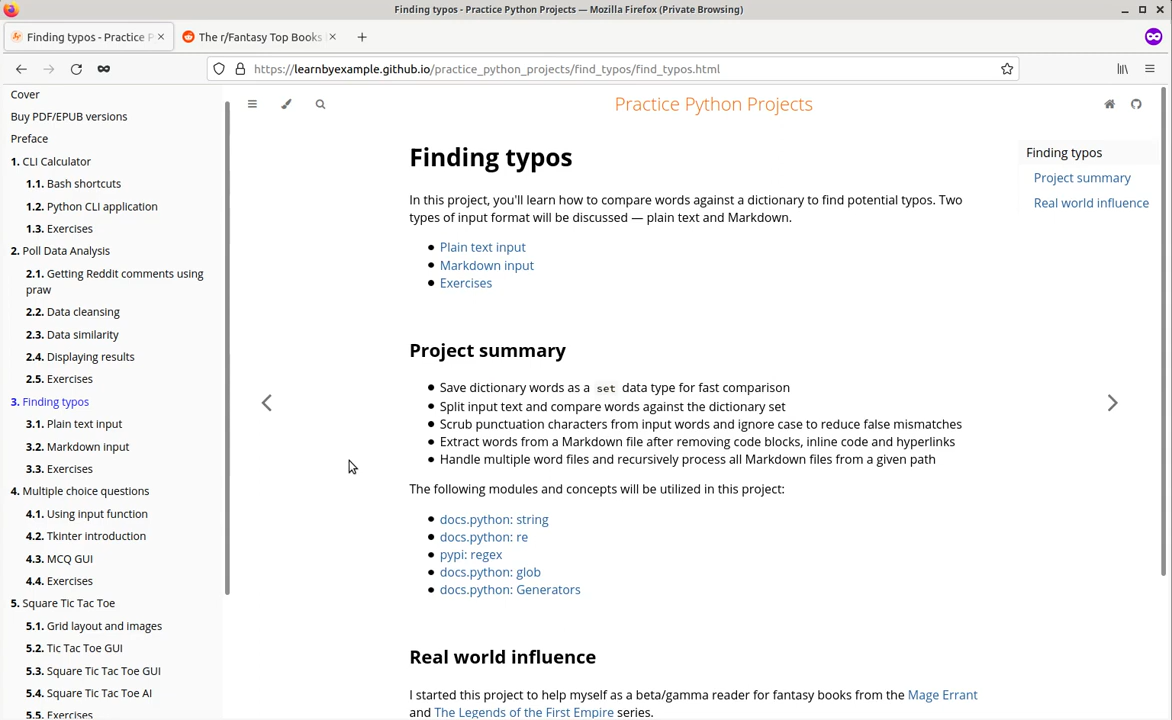 Finding typos - Practice Python Projects — Mozilla Firefox (Private Browsing)
Finding typos - Practice P
The r/Fantasy Top Books
https://learnbyexample.github.io/practice_python_projects/find_typos/find_typos.html
Cover
Buy PDF/EPUB versions
Preface
1. CLI Calculator
1.1. Bash shortcuts
1.2. Python CLI application
1.3. Exercises
2. Poll Data Analysis
2.1. Getting Reddit comments using
praw
2.2. Data cleansing
2.3. Data similarity
2.4. Displaying results
2.5. Exercises
3. Finding typos
3.1. Plain text input
3.2. Markdown input
3.3. Exercises
4. Multiple choice questions
4.1. Using input function
4.2. Tkinter introduction
4.3. MCQ GUI
4.4. Exercises
5. Square Tic Tac Toe
5.1. Grid layout and images
5.2. Tic Tac Toe GUI
5.3. Square Tic Tac Toe GUI
5.4. Square Tic Tac Toe AI
5.5. Exercises
Practice Python Projects
Finding typos
In this project, you'll learn how to compare words against a dictionary to find potential typos. Two
types of input format will be discussed — plain text and Markdown.
• Plain text input
• Markdown input
• Exercises
Project summary
• Save dictionary words as a set data type for fast comparison
• Split input text and compare words against the dictionary set
• Scrub punctuation characters from input words and ignore case to reduce false mismatches
• Extract words from a Markdown file after removing code blocks, inline code and hyperlinks
• Handle multiple word files and recursively process all Markdown files from a given path
The following modules and concepts will be utilized in this project:
• docs.python: string
• docs.python: re
• pypi: regex
• docs.python: glob
• docs.python: Generators
Real world influence
I started this project to help myself as a beta/gamma reader for fantasy books from the Mage Errant
and The Legends of the First Empire series.
Finding typos
Project summary
Real world influence